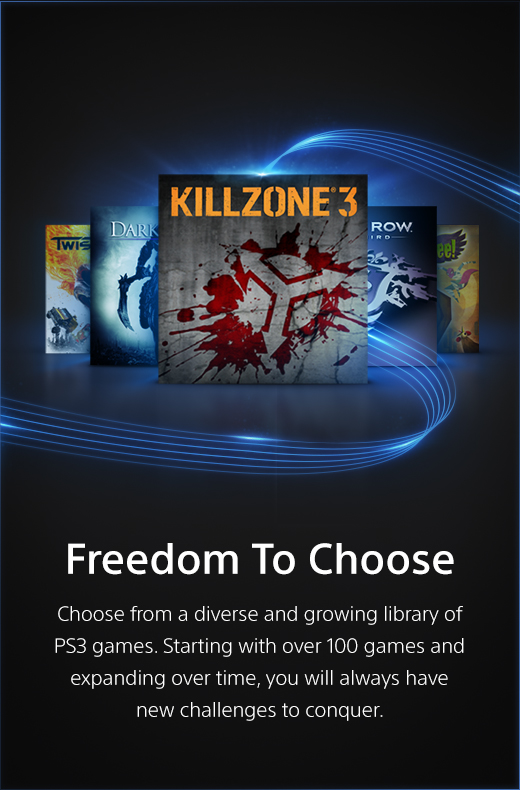 KILLZONE 3
DARK
ROW
TWIS
ee!
Freedom To Choose
Choose from a diverse and growing library of
PS3 games. Starting with over 100 games and
expanding over time, you will always have
new challenges to conquer.